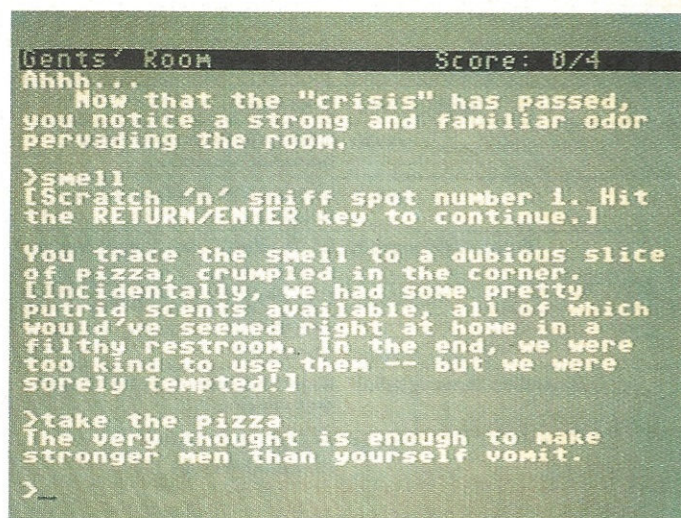 Gents' Room Score: 0/4
Ahhh...
Now that the "crisis" has passed,
you notice a strong and familiar odor
pervading the room.
>smell
[Scratch 'n' sniff spot number 1. Hit
the RETURN/ENTER key to continue.]
You trace the smell to a dubious slice
of pizza, crumpled in the corner.
[Incidentally, we had some pretty
putrid scents available, all of which
would've seemed right at home in a
filthy restroom. In the end, we were
too kind to use them -- but we were
sorely tempted!]
>take the pizza
The very thought is enough to make
stronger men than yourself vomit.
>_